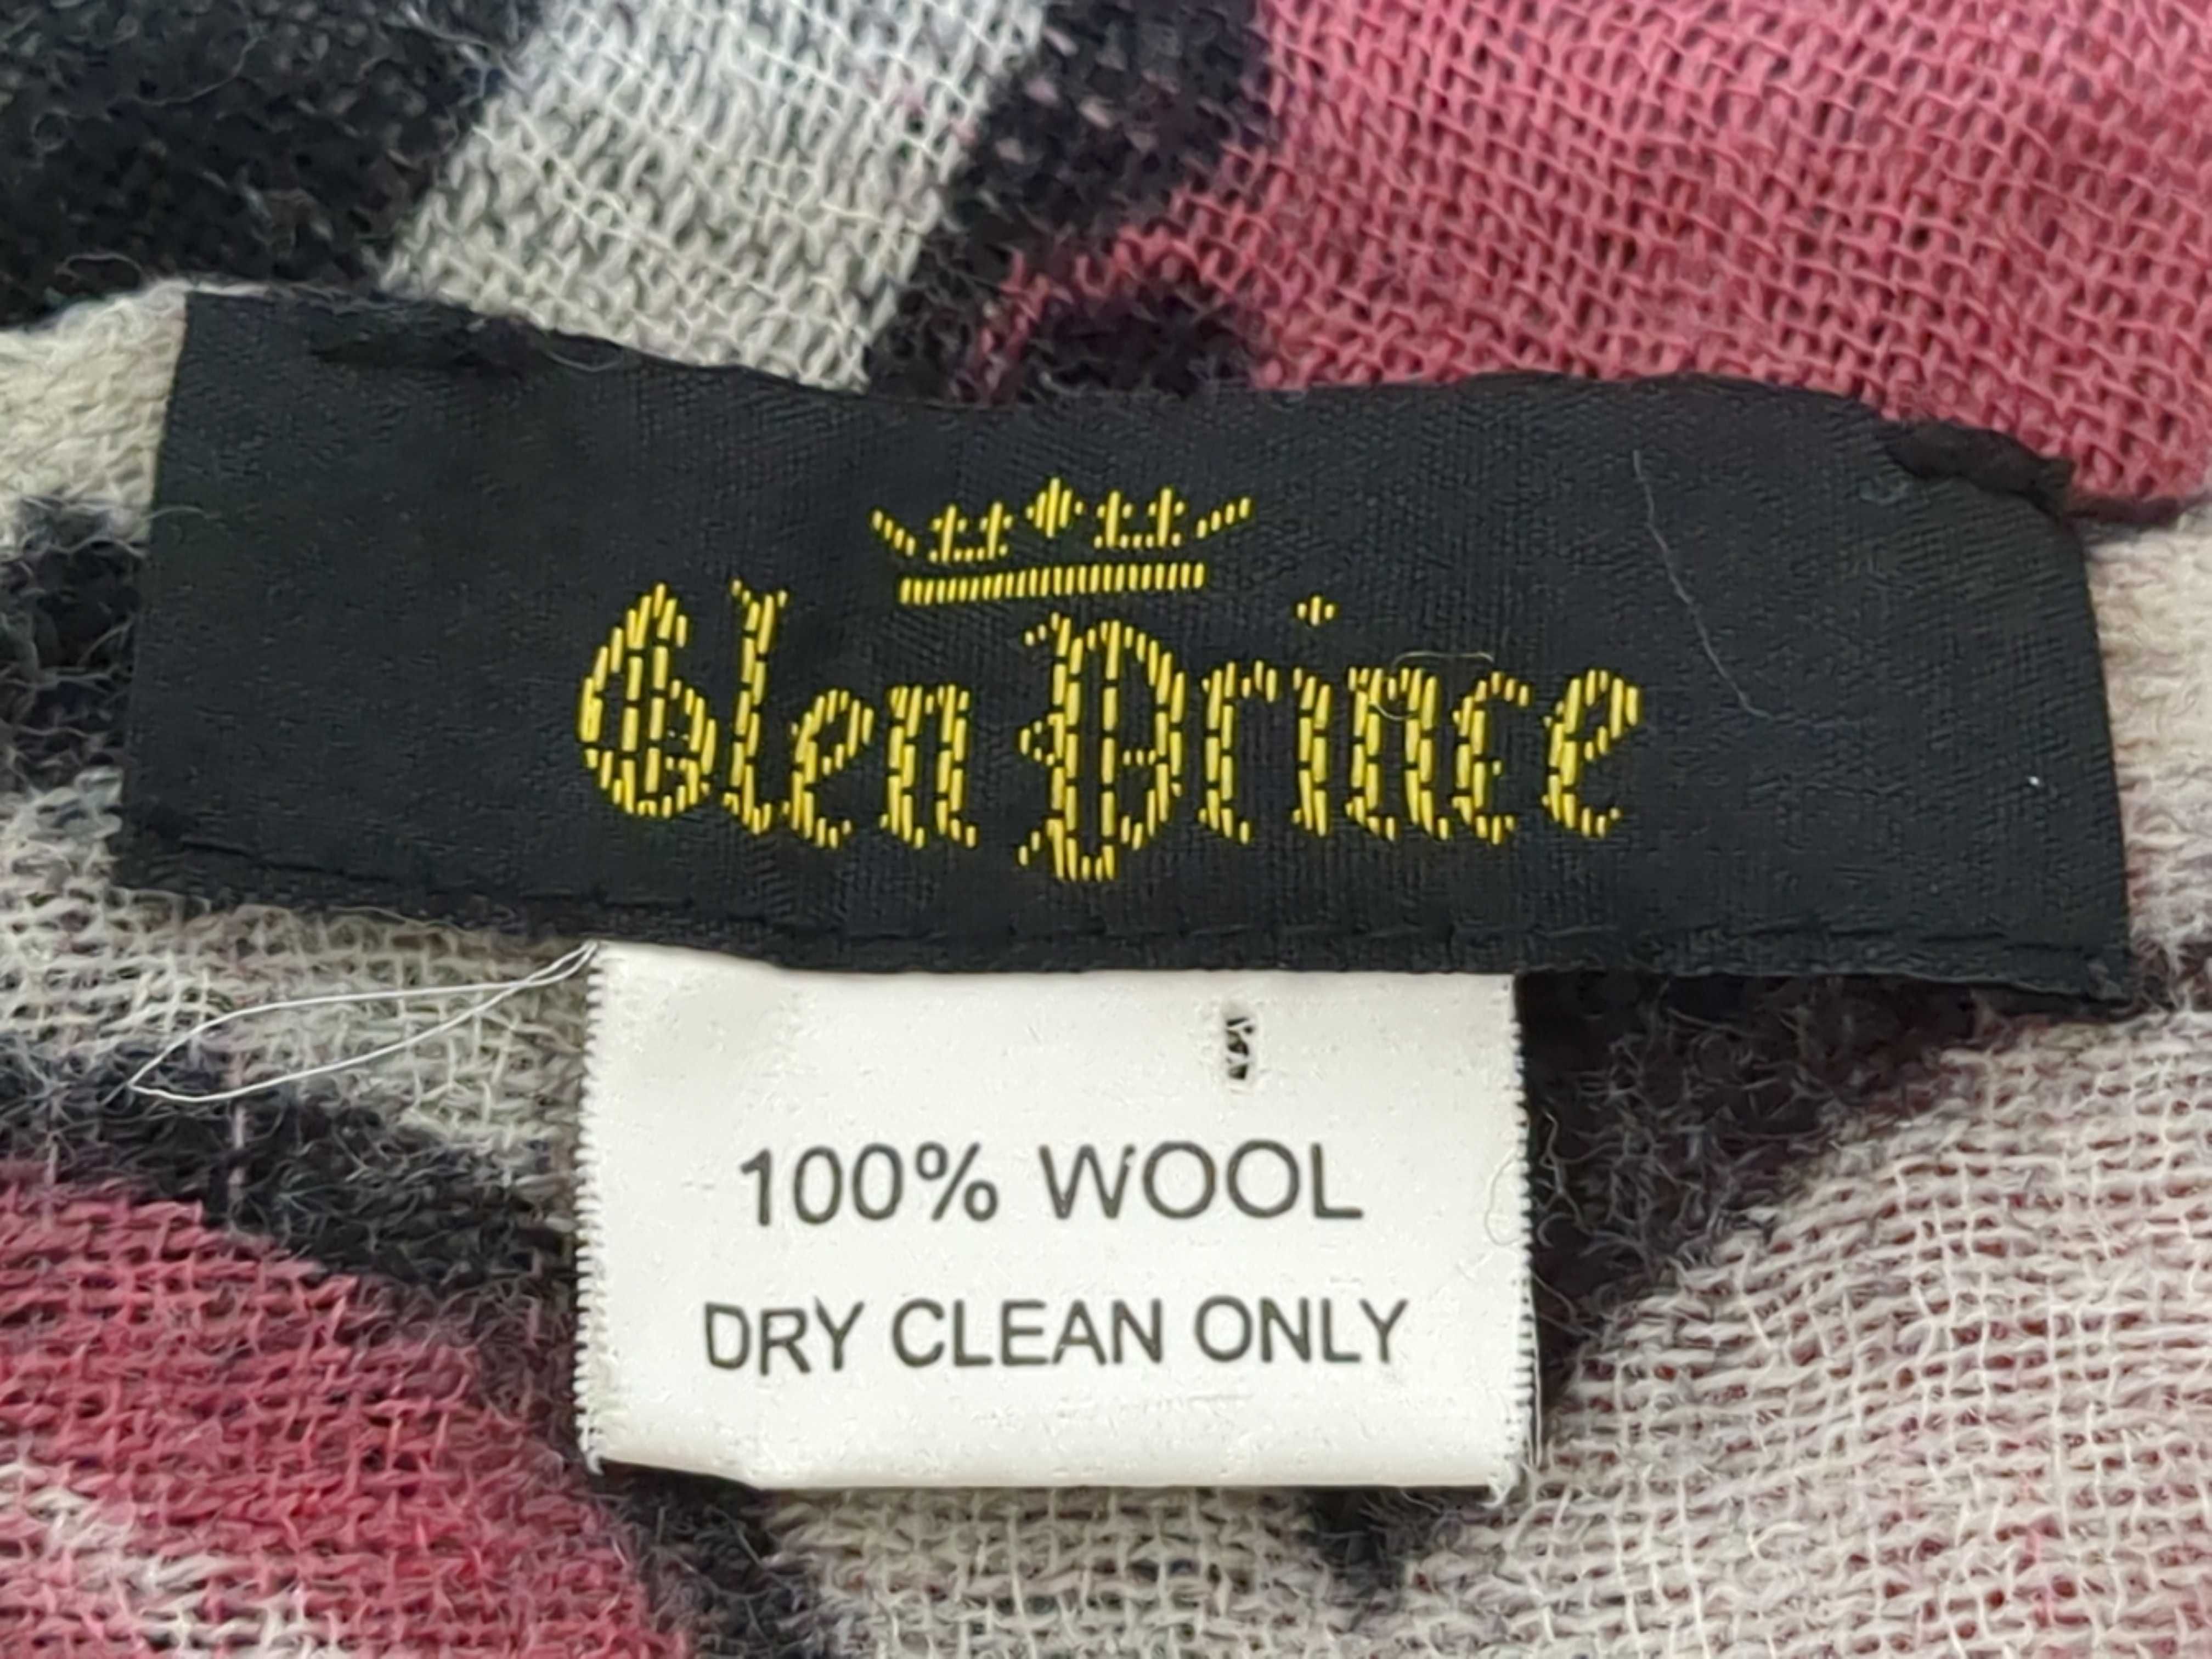 Glen Prince
100% WOOL
DRY CLEAN ONLY